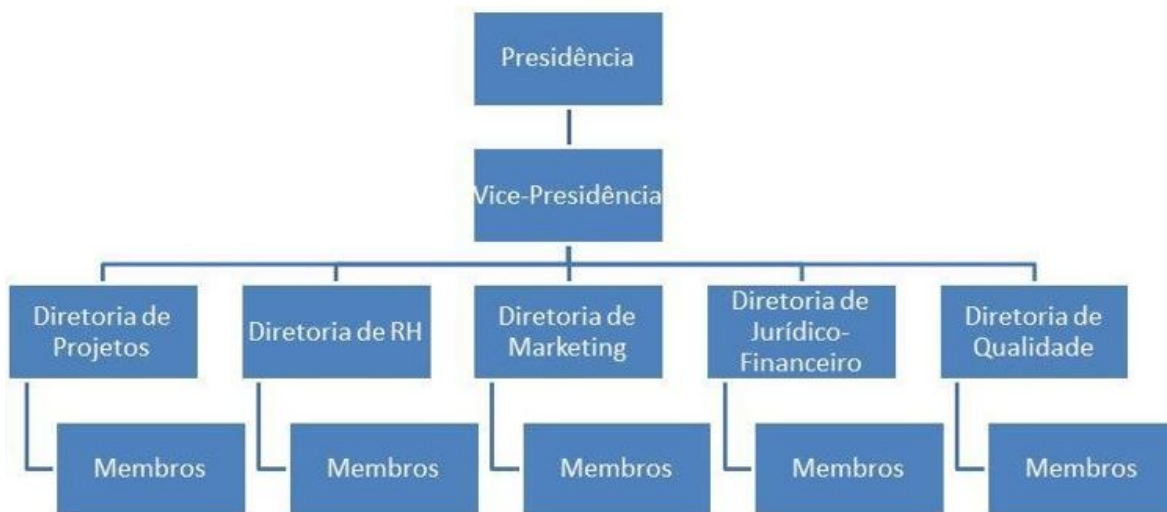 Presidência
Vice-Presidência
Diretoria de
Projetos
Diretoria de RH
Diretoria de
Marketing
Diretoria de
Jurídico-
Financeiro
Diretoria de
Qualidade
Membros
Membros
Membros
Membros
Membros